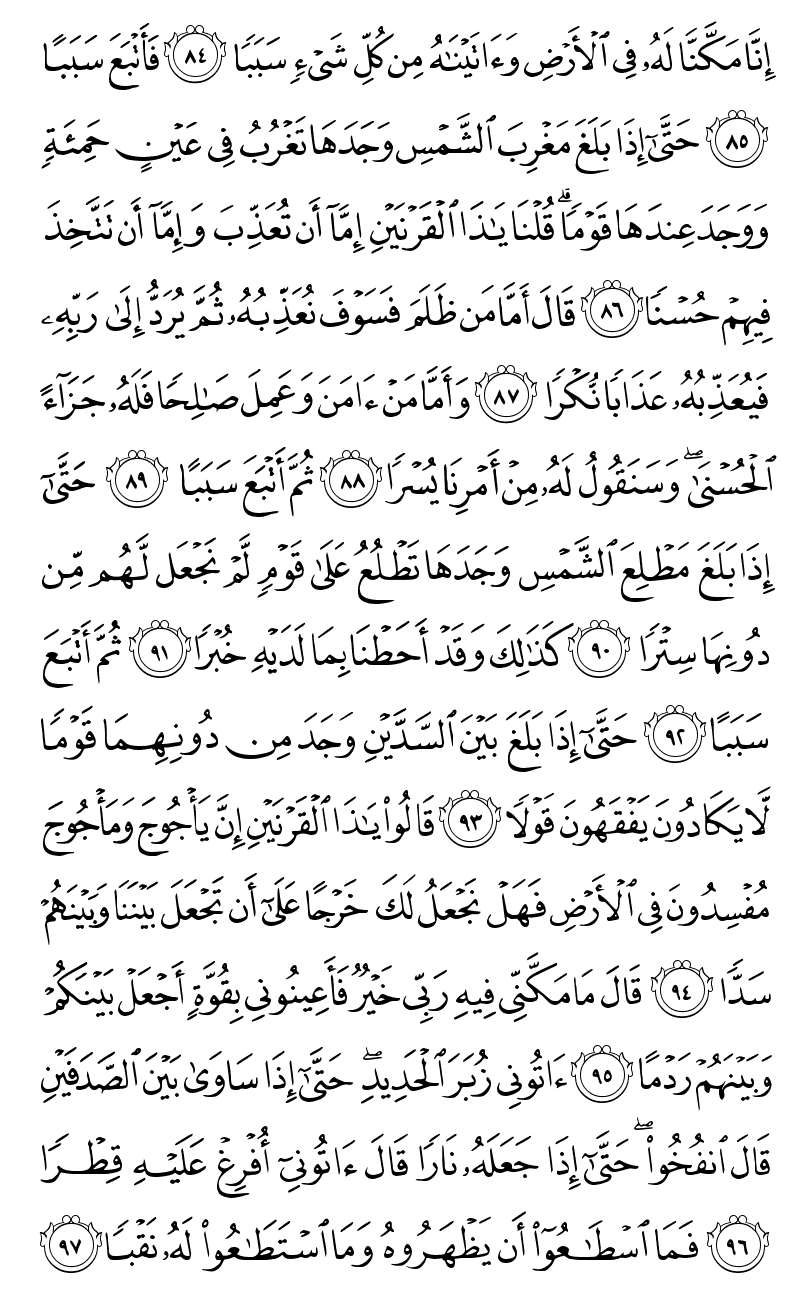 إِنَّا مَكَّنَّا لَهُۥ فِي ٱلۡأَرۡضِ وَءَاتَيۡنَٰهُ مِن كُلِّ شَيۡءٖ سَبَبٗا ٨٤ فَأَتۡبَعَ سَبَبًا
٨٥ حَتَّىٰٓ إِذَا بَلَغَ مَغۡرِبَ ٱلشَّمۡسِ وَجَدَهَا تَغۡرُبُ فِي عَيۡنٍ حَمِئَةٖ
وَوَجَدَ عِندَهَا قَوۡمٗاۗ قُلۡنَا يَٰذَا ٱلۡقَرۡنَيۡنِ إِمَّآ أَن تُعَذِّبَ وَإِمَّآ أَن تَتَّخِذَ
فِيهِمۡ حُسۡنٗا ٨٦ قَالَ أَمَّا مَن ظَلَمَ فَسَوۡفَ نُعَذِّبُهُۥ ثُمَّ يُرَدُّ إِلَىٰ رَبِّهِۦ
فَيُعَذِّبُهُۥ عَذَابٗا نُّكۡرٗا ٨٧ وَأَمَّا مَنۡ ءَامَنَ وَعَمِلَ صَٰلِحٗا فَلَهُۥ جَزَآءً
ٱلۡحُسۡنَىٰۖ وَسَنَقُولُ لَهُۥ مِنۡ أَمۡرِنَا يُسۡرٗا ٨٨ ثُمَّ أَتۡبَعَ سَبَبًا ٨٩ حَتَّىٰٓ
إِذَا بَلَغَ مَطۡلِعَ ٱلشَّمۡسِ وَجَدَهَا تَطۡلُعُ عَلَىٰ قَوۡمٖ لَّمۡ نَجۡعَل لَّهُم مِّن
دُونِهَا سِتۡرٗا ٩٠ كَذَٰلِكَ وَقَدۡ أَحَطۡنَا بِمَا لَدَيۡهِ خُبۡرٗا ٩١ ثُمَّ أَتۡبَعَ
سَبَبًا ٩٢ حَتَّىٰٓ إِذَا بَلَغَ بَيۡنَ ٱلسَّدَّيۡنِ وَجَدَ مِن دُونِهِمَا قَوۡمٗا
لَّا يَكَادُونَ يَفۡقَهُونَ قَوۡلٗا ٩٣ قَالُواْ يَٰذَا ٱلۡقَرۡنَيۡنِ إِنَّ يَأۡجُوجَ وَمَأۡجُوجَ
مُفۡسِدُونَ فِي ٱلۡأَرۡضِ فَهَلۡ نَجۡعَلُ لَكَ خَرۡجًا عَلَىٰٓ أَن تَجۡعَلَ بَيۡنَنَا وَبَيۡنَهُمۡ
سَدّٗا ٩٤ قَالَ مَا مَكَّنِّي فِيهِ رَبِّي خَيۡرٞ فَأَعِينُونِي بِقُوَّةٍ أَجۡعَلۡ بَيۡنَكُمۡ
وَبَيۡنَهُمۡ رَدۡمًا ٩٥ ءَاتُونِي زُبَرَ ٱلۡحَدِيدِۖ حَتَّىٰٓ إِذَا سَاوَىٰ بَيۡنَ ٱلصَّدَفَيۡنِ
قَالَ ٱنفُخُواْۖ حَتَّىٰٓ إِذَا جَعَلَهُۥ نَارٗا قَالَ ءَاتُونِيٓ أُفۡرِغۡ عَلَيۡهِ قِطۡرٗا
٩٦ فَمَا ٱسۡطَٰعُوٓاْ أَن يَظۡهَرُوهُ وَمَا ٱسۡتَطَٰعُواْ لَهُۥ نَقۡبٗا ٩٧